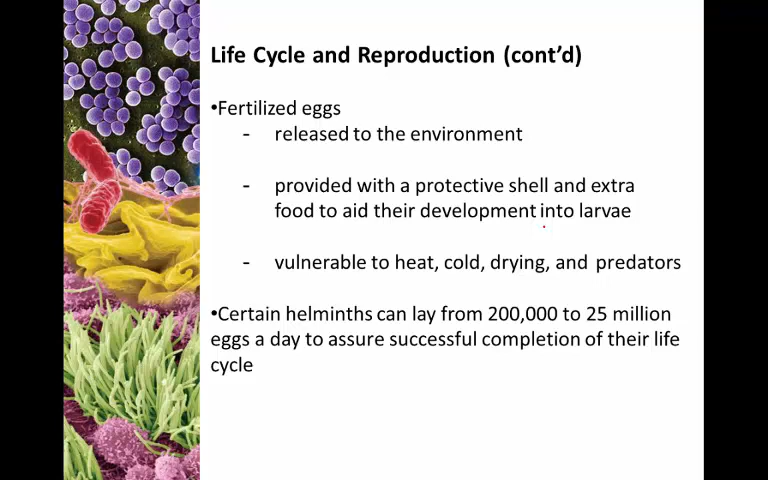 Life Cycle and Reproduction (cont’d)
•Fertilized eggs
- released to the environment
- provided with a protective shell and extra
food to aid their development into larvae
- vulnerable to heat, cold, drying, and predators
•Certain helminths can lay from 200,000 to 25 million
eggs a day to assure successful completion of their life
cycle